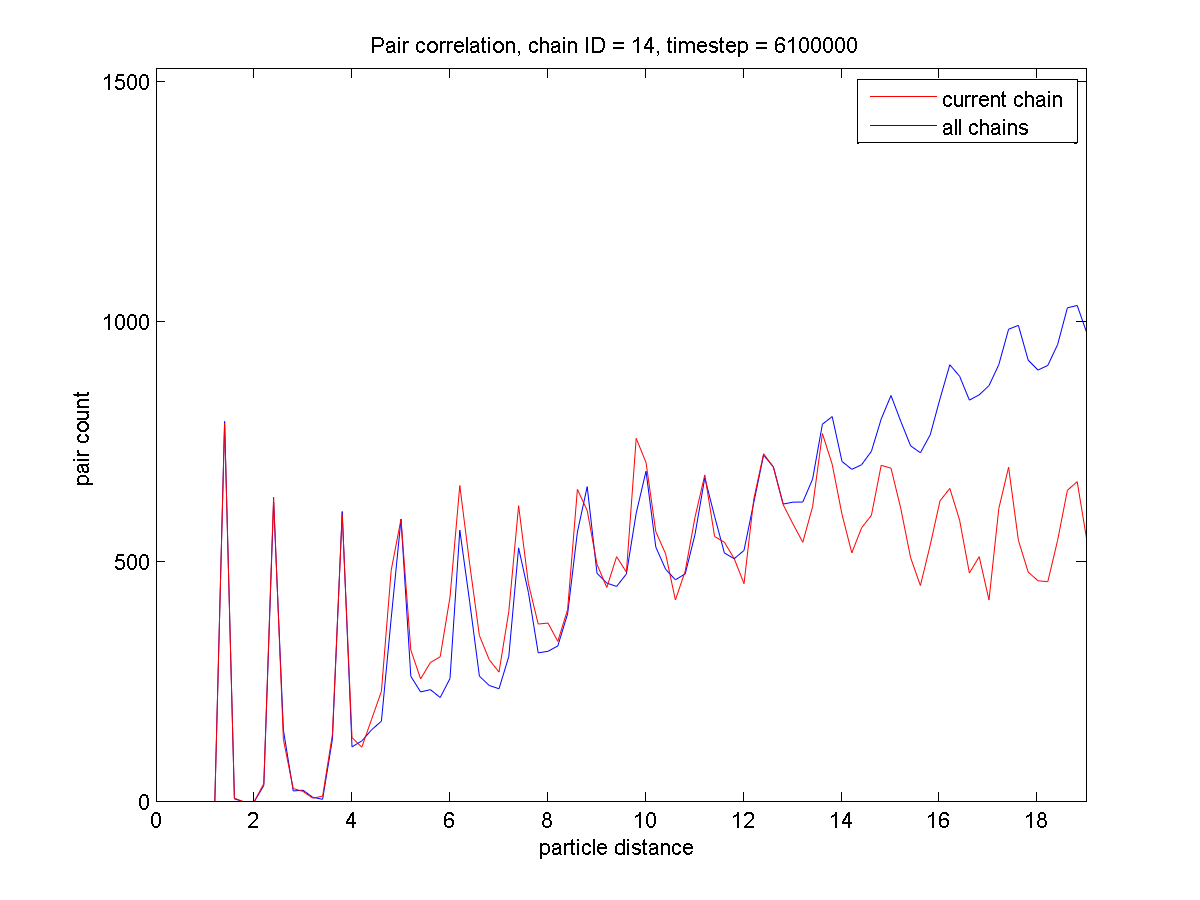 Pair correlation, chain ID = 14, timestep = 6100000
1500
current chain
all chains
1000
pair count
500
0
0 2 4 6 8 10 12 14 16 18
particle distance